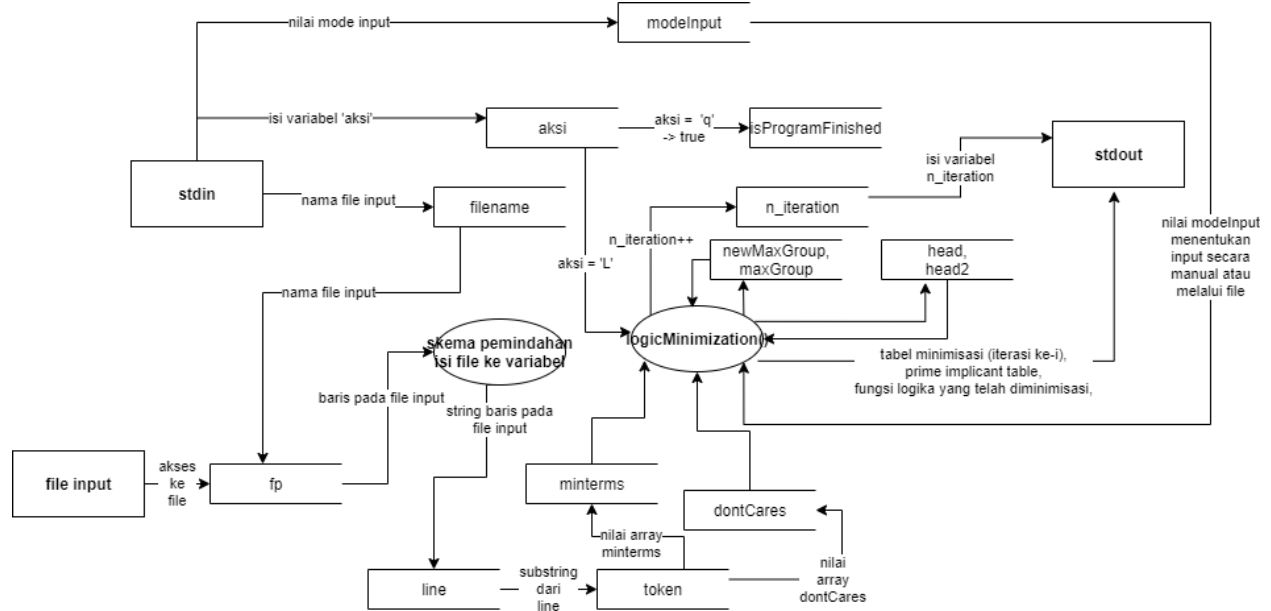 nilai mode input
modeInput
isi variabel 'aksi'
aksi
aksi = 'q'
-> true
isProgramFinished
stdin
stdout
isi variabel
n_iteration
nama file input
filename
n_iteration
n_iteration++
aksi = 'L'
newMaxGroup,
maxGroup
head,
head2
nilai modeInput
menentukan
input secara
manual atau
melalui file
nama file input
skema pemindahan
isi file ke variabel
logicMinimization()
tabel minimisasi (iterasi ke-i),
prime implicant table,
fungsi logika yang telah diminimisasi,
baris pada file input
string baris pada
file input
file input
akses
ke
file
fp
minterms
dontCares
nilai array
minterms
line
substring
dari
line
token
nilai
array
dontCares